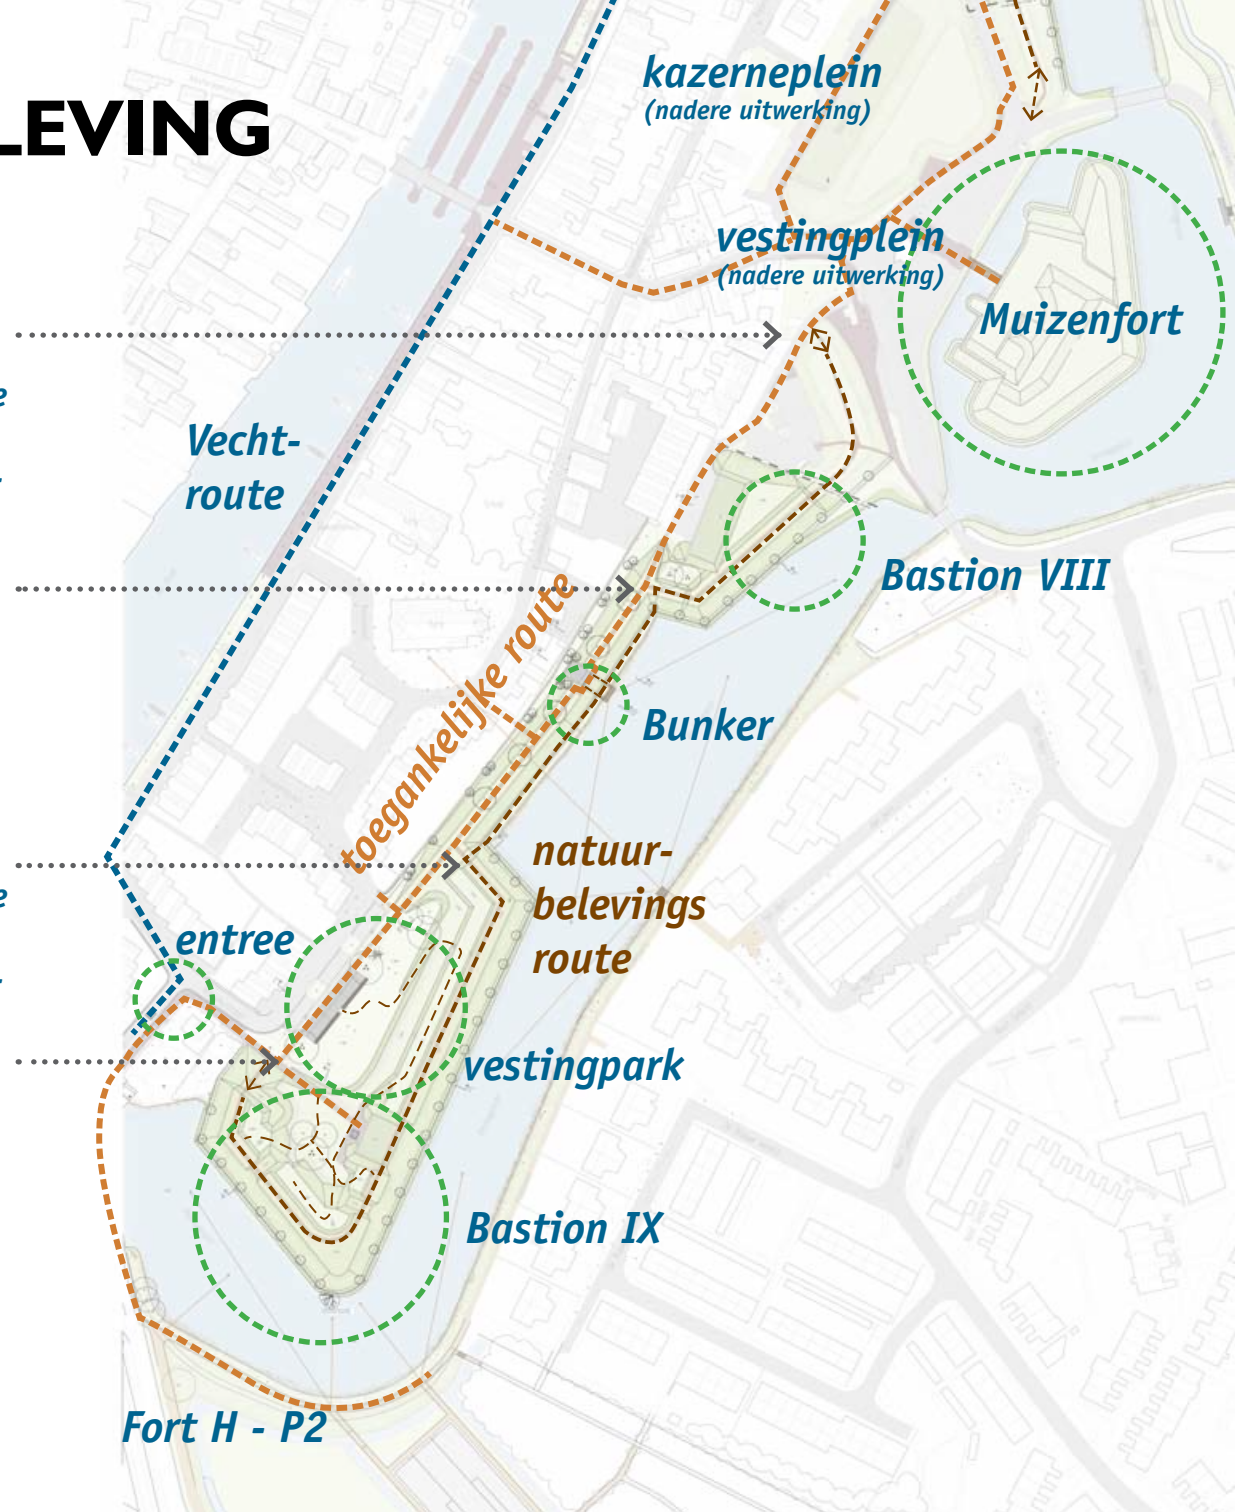 LEVING
kazerneplein
(nadere uitwerking)
vestingplein
(nadere uitwerking)
Muizenfort
e
Vecht-
route
Bastion VIII
toegankelijke route
Bunker
natuur-
belevings
route
e
entree
vestingpark
Bastion IX
Fort H - P2